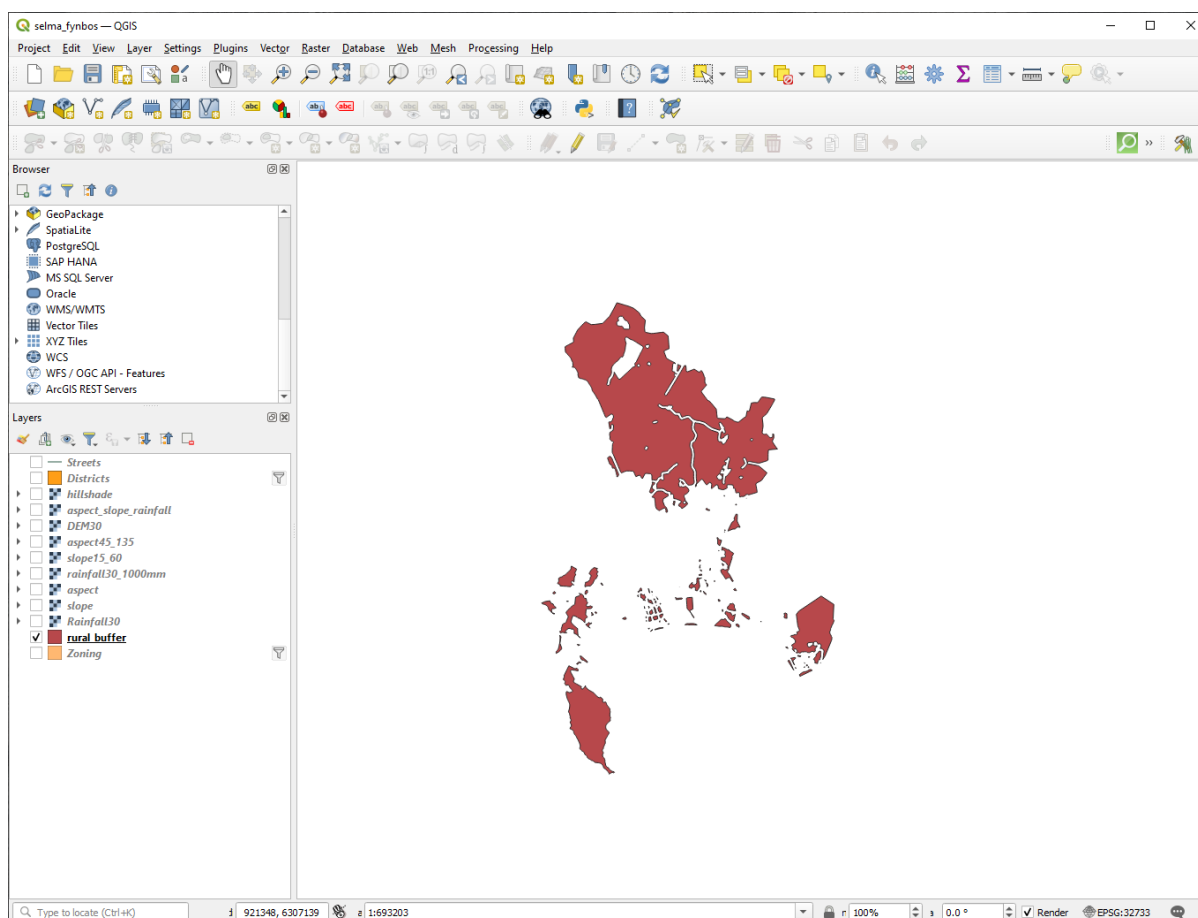 selma_fynbos — QGIS
Project Edit View Layer Settings Plugins Vector Raster Database Web Mesh Processing Help
Browser
GeoPackage
SpatiaLite
PostgreSQL
SAP HANA
MS SQL Server
Oracle
WMS/WMTS
Vector Tiles
XYZ Tiles
WCS
WFS / OGC API - Features
ArcGIS REST Servers
Layers
Streets
Districts
hillshade
aspect_slope_rainfall
DEM30
aspect45_135
slope15_60
rainfall30_1000mm
aspect
slope
Rainfall30
rural_buffer
Zoning
Type to locate (Ctrl+K) 921348, 6307139 1:693203 100% 0.0 ° Render EPSG:32733